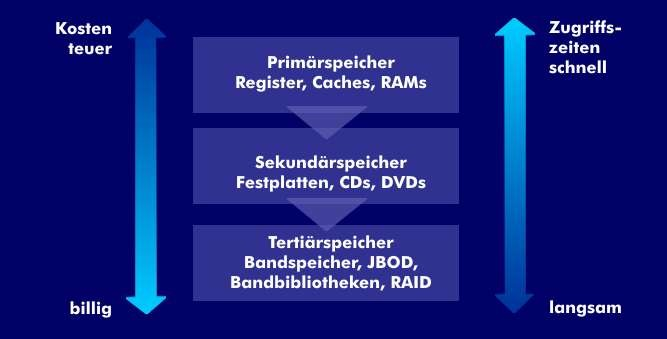 Kosten
teuer
Zugriffs-
zeiten
schnell
Primärspeicher
Register, Caches, RAMs
Sekundärspeicher
Festplatten, CDs, DVDs
Tertiärspeicher
Bandspeicher, JBOD,
Bandbibliotheken, RAID
billig
langsam